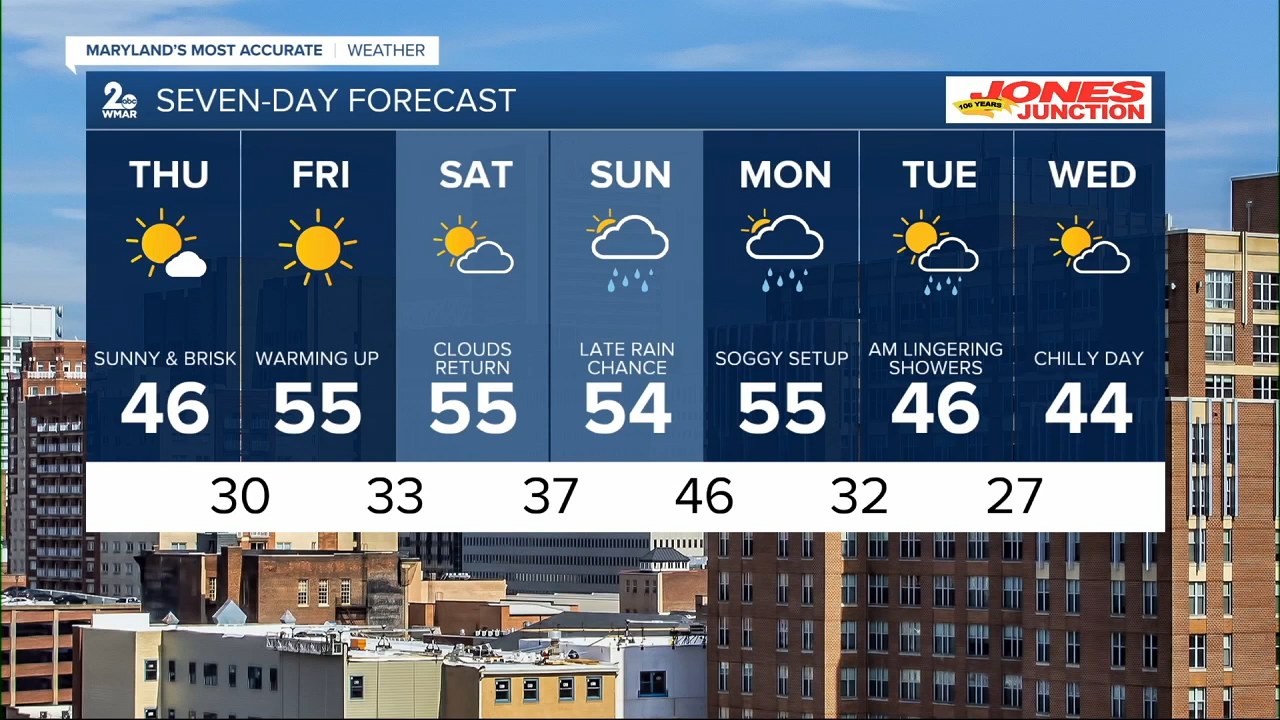 MARYLAND'S MOST ACCURATE | WEATHER
2 abc
WMAR
SEVEN-DAY FORECAST
JONES
106 YEARS
JUNCTION
THU FRI SAT SUN MON TUE WED
SUNNY & BRISK
46
WARMING UP
55
CLOUDS
RETURN
55
LATE RAIN
CHANCE
54
SOGGY SETUP
55
AM LINGERING
SHOWERS
46
CHILLY DAY
44
30 33 37 46 32 27